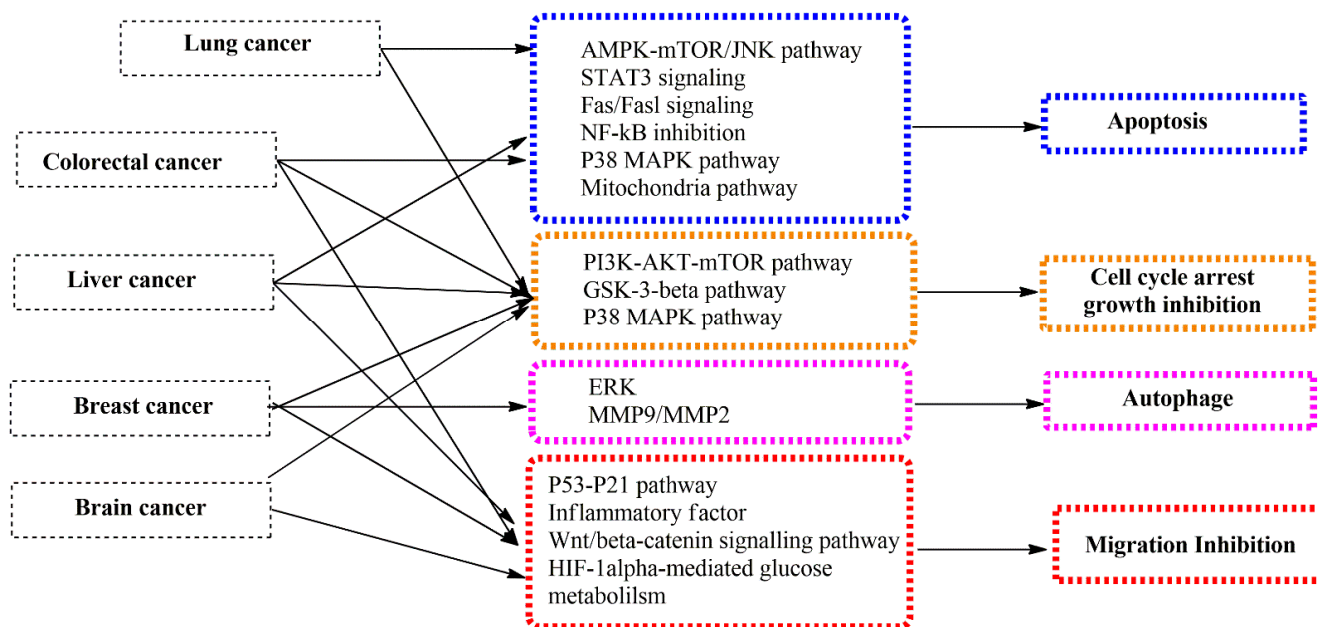 Lung cancer
Colorectal cancer
Liver cancer
Breast cancer
Brain cancer
AMPK-mTOR/JNK pathway
STAT3 signaling
Fas/Fasl signaling
NF-kB inhibition
P38 MAPK pathway
Mitochondria pathway
PI3K-AKT-mTOR pathway
GSK-3-beta pathway
P38 MAPK pathway
ERK
MMP9/MMP2
P53-P21 pathway
Inflammatory factor
Wnt/beta-catenin signalling pathway
HIF-1alpha-mediated glucose
metabolilsm
Apoptosis
Cell cycle arrest
growth inhibition
Autophage
Migration Inhibition